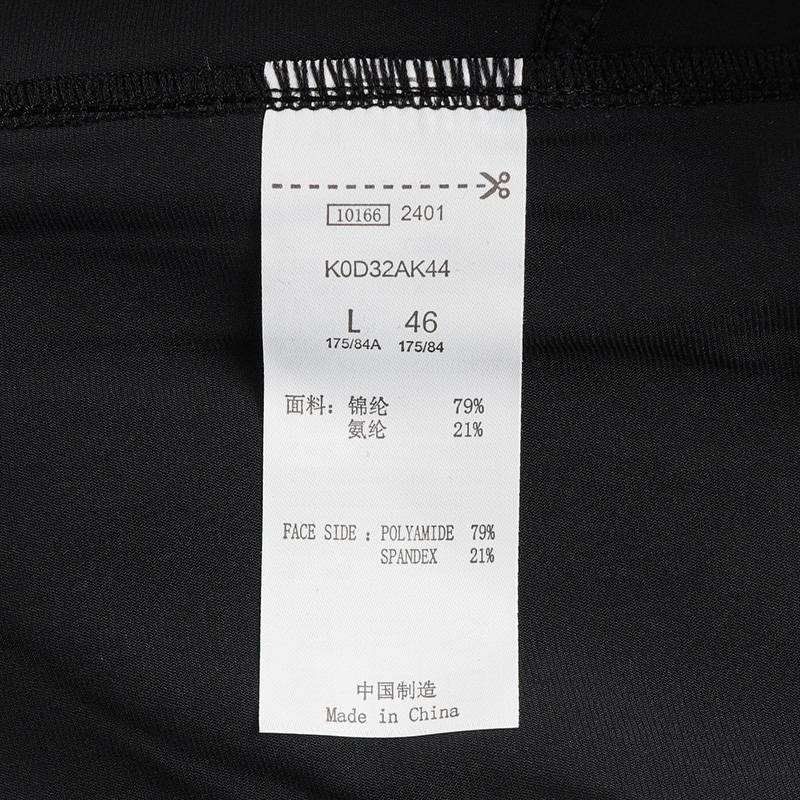 10166 2401
K0D32AK44
L 46
175/84A 175/84
面料：锦纶 79%
氨纶 21%
FACE SIDE : POLYAMIDE 79%
SPANDEX 21%
中国制造
Made in China